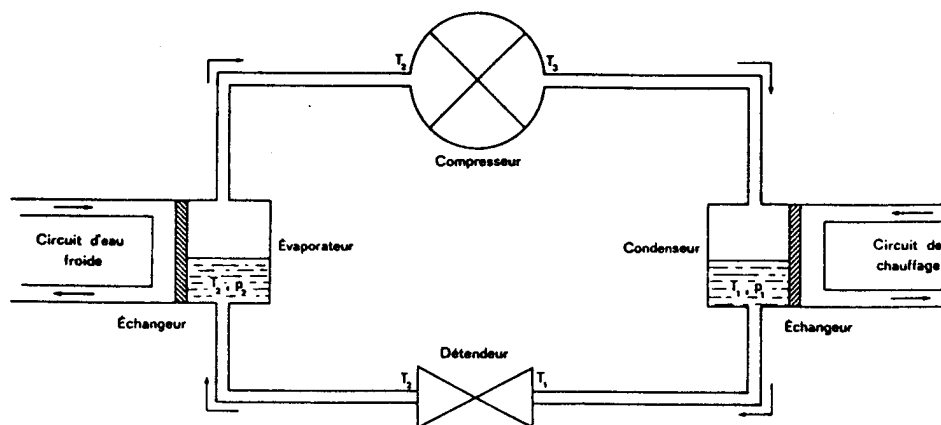 T₂
T₃
Compresseur
Circuit d'eau
froide
Évaporateur
T₂, p₂
Échangeur
Condenseur
T₁, p₁
Circuit de
chauffage
Échangeur
Détendeur
T₂
T₁